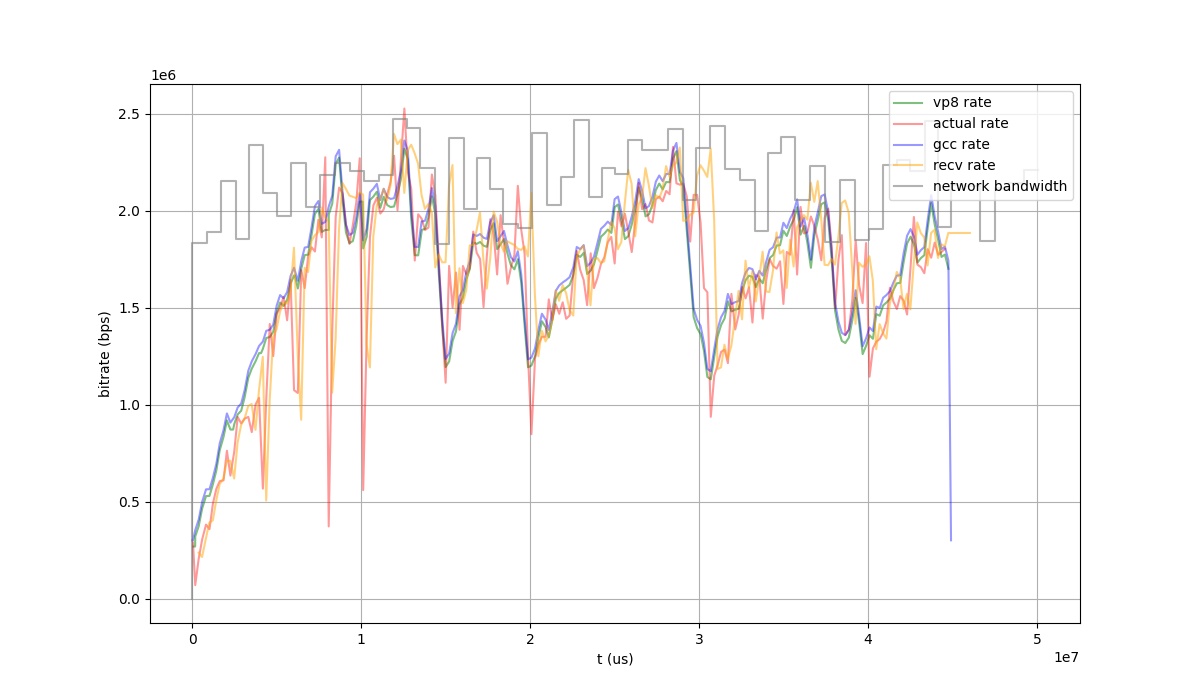 1e6
2.5
2.0
1.5
1.0
0.5
0.0
bitrate (bps)
vp8 rate
actual rate
gcc rate
recv rate
network bandwidth
0 1 2 3 4 5
t (us)
1e7